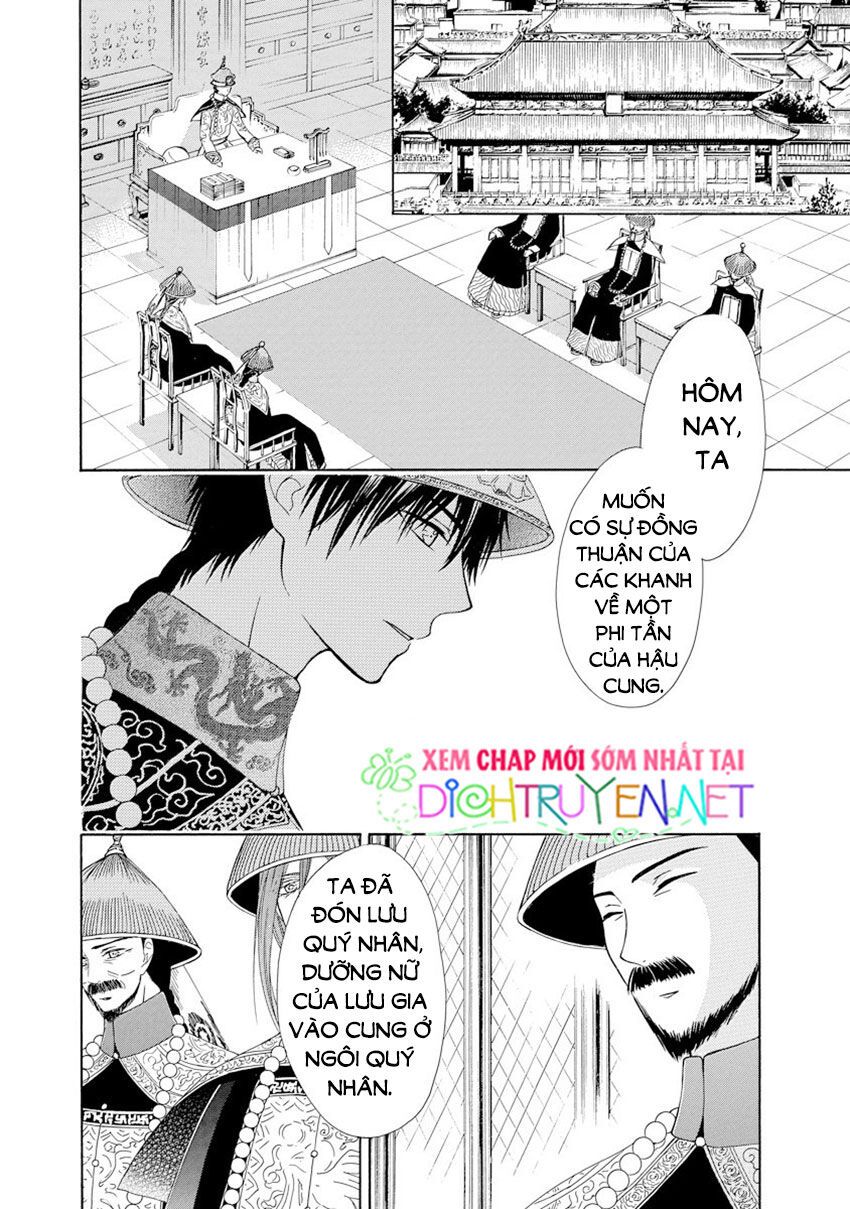 HÔM
NAY,
TA
MUỐN
CÓ SỰ ĐỒNG
THUẬN CỦA
CÁC KHANH
VỀ MỘT
PHI TẦN
CỦA HẬU
CUNG.
XEM CHAP MỚI SỚM NHẤT TẠI
DICHTRUYEN.NET
TA ĐÃ
ĐÓN LƯU
QUÝ NHÂN,
DƯỠNG NỮ
CỦA LƯU GIA
VÀO CUNG Ở
NGÔI QUÝ
NHÂN.